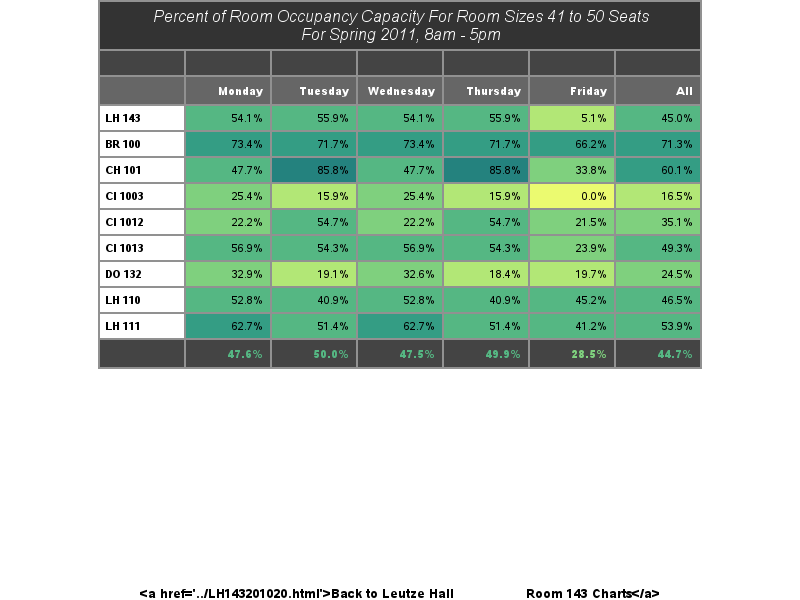 Percent of Room Occupancy Capacity For Room Sizes 41 to 50 Seats
For Spring 2011, 8am - 5pm
Monday Tuesday Wednesday Thursday Friday All
LH 143 54.1% 55.9% 54.1% 55.9% 5.1% 45.0%
BR 100 73.4% 71.7% 73.4% 71.7% 66.2% 71.3%
CH 101 47.7% 85.8% 47.7% 85.8% 33.8% 60.1%
CI 1003 25.4% 15.9% 25.4% 15.9% 0.0% 16.5%
CI 1012 22.2% 54.7% 22.2% 54.7% 21.5% 35.1%
CI 1013 56.9% 54.3% 56.9% 54.3% 23.9% 49.3%
DO 132 32.9% 19.1% 32.6% 18.4% 19.7% 24.5%
LH 110 52.8% 40.9% 52.8% 40.9% 45.2% 46.5%
LH 111 62.7% 51.4% 62.7% 51.4% 41.2% 53.9%
47.6% 50.0% 47.5% 49.9% 28.5% 44.7%
<a href='../LH143201020.html'>Back to Leutze Hall Room 143 Charts</a>